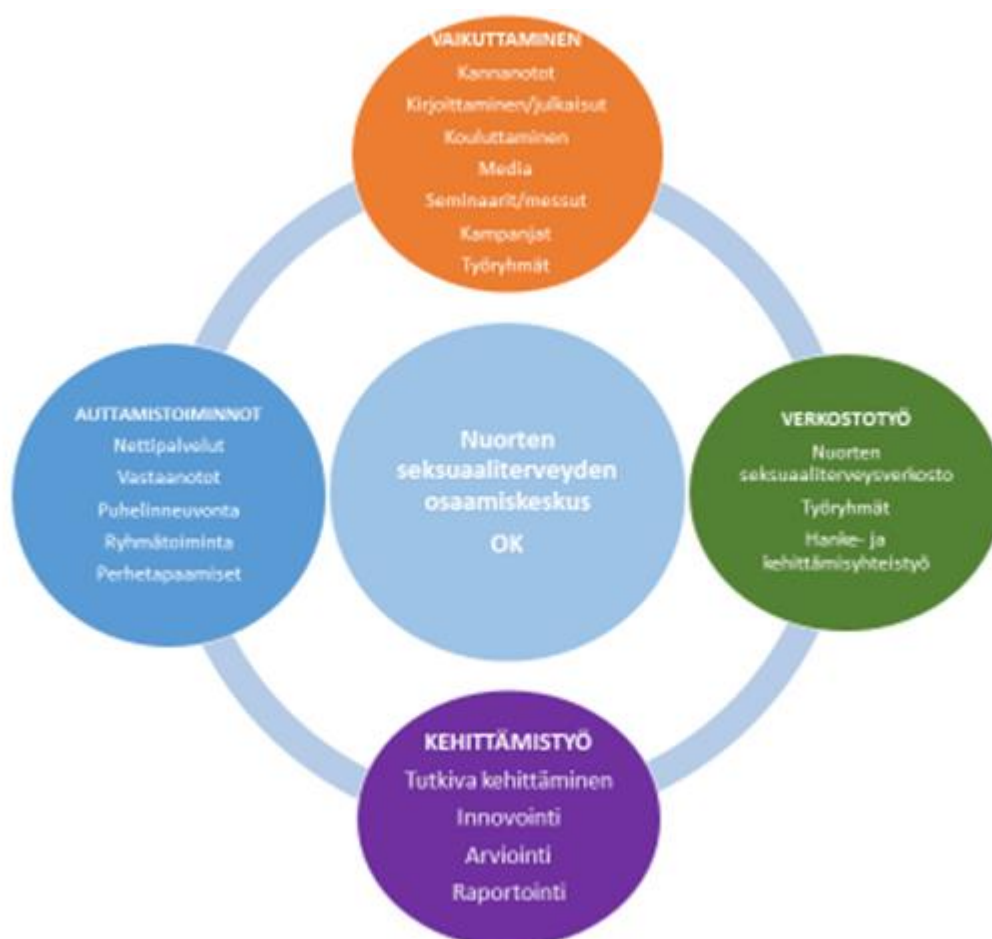 VAIKUTTAMINEN
Kannanotot
Kirjoittaminen/julkaisut
Kouluttaminen
Media
Seminaarit/messut
Kampanjat
Työryhmät
AUTTAMISTOIMINNOT
Nettipalvelut
Vastaanotot
Puhelinneuvonta
Ryhmätoiminta
Perhetapaamiset
Nuorten
seksuaaliterveyden
osaamiskeskus
OK
VERKOSTOTYÖ
Nuorten
seksuaaliterveysverkosto
Työryhmät
Hanke- ja
kehittämisyhteistyö
KEHITTÄMISTYÖ
Tutkiva kehittäminen
Innovointi
Arviointi
Raportointi